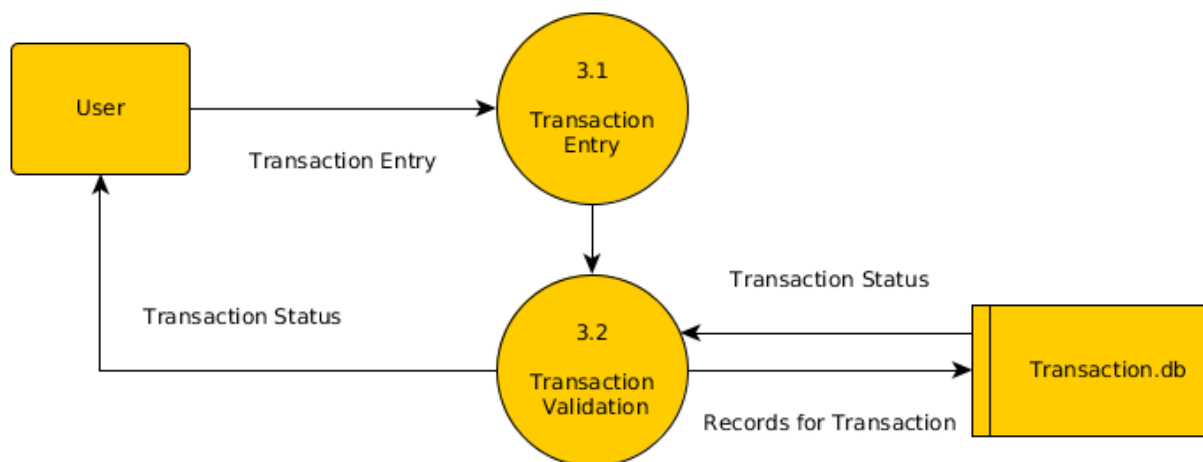 3.1
User
Transaction
Entry
Transaction Entry
Transaction Status
Transaction Status
3.2
Transaction.db
Transaction
Validation
Records for Transaction